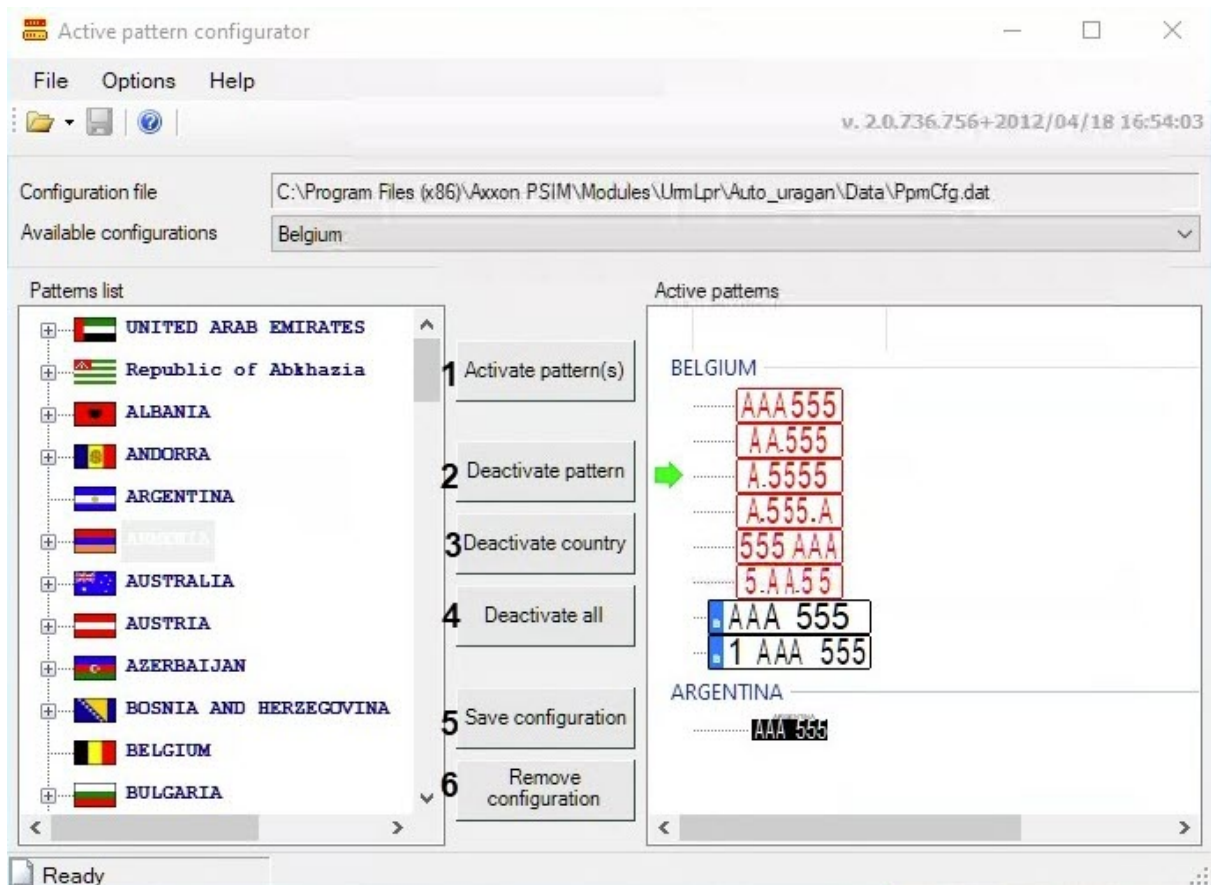 Active pattern configurator
File Options Help
v. 2.0.736.756+2012/04/18 16:54:03
Configuration file C:\Program Files (x86)\Axxon PSIM\Modules\UrmLpr\Auto_uragan\Data\PpmCfg.dat
Available configurations Belgium
Patterns list
UNITED ARAB EMIRATES
Republic of Abkhazia
ALBANIA
ANDORRA
ARGENTINA
ARMENIA
AUSTRALIA
AUSTRIA
AZERBAIJAN
BOSNIA AND HERZEGOVINA
BELGIUM
BULGARIA
1 Activate pattern(s)
2 Deactivate pattern
3 Deactivate country
4 Deactivate all
5 Save configuration
6 Remove
configuration
Active patterns
BELGIUM
AAA555
AA.555
A.5555
A.555.A
555 AAA
5.AA.55
AAA 555
1 AAA 555
ARGENTINA
AAA 555
Ready